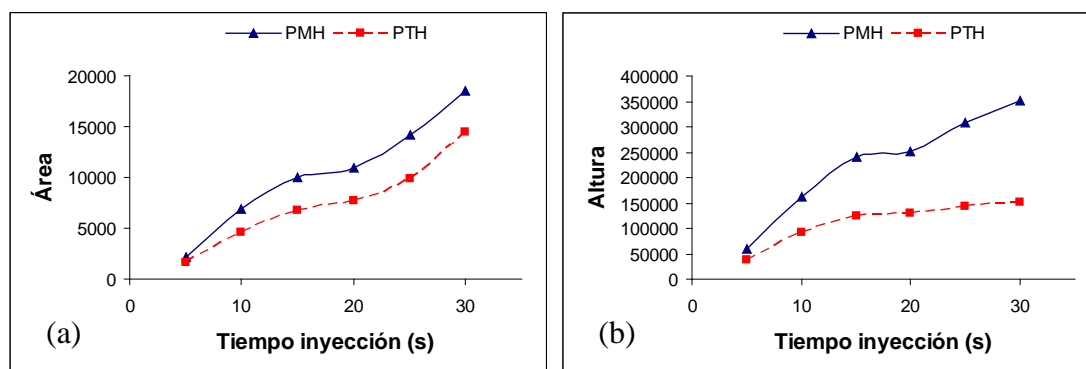 PMH PTH
20000
15000
10000
5000
0
Área
0 10 20 30
Tiempo inyección (s)
(a)
PMH PTH
400000
350000
300000
250000
200000
150000
100000
50000
0
Altura
0 10 20 30
Tiempo inyección (s)
(b)